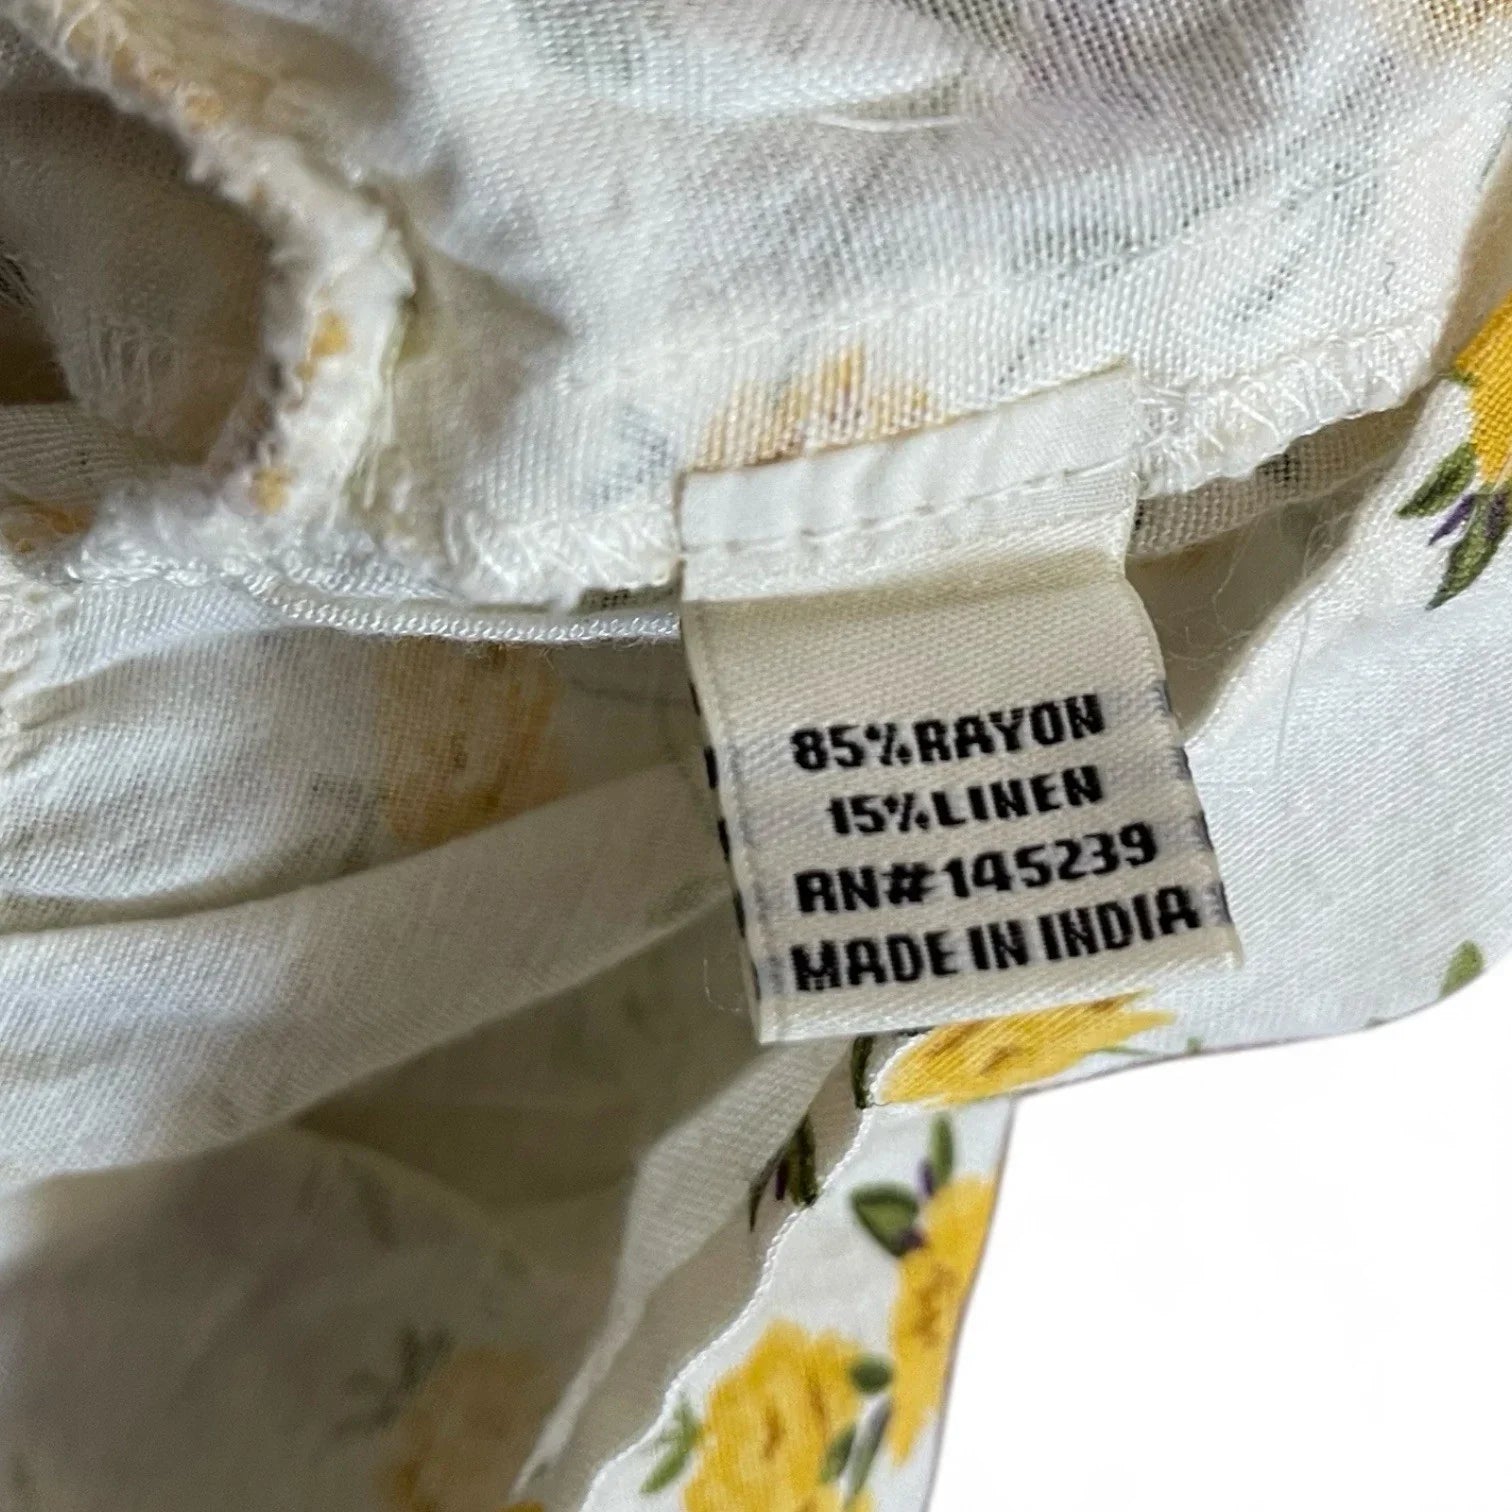 85%RAYON
15%LINEN
RN#145239
MADE IN INDIA